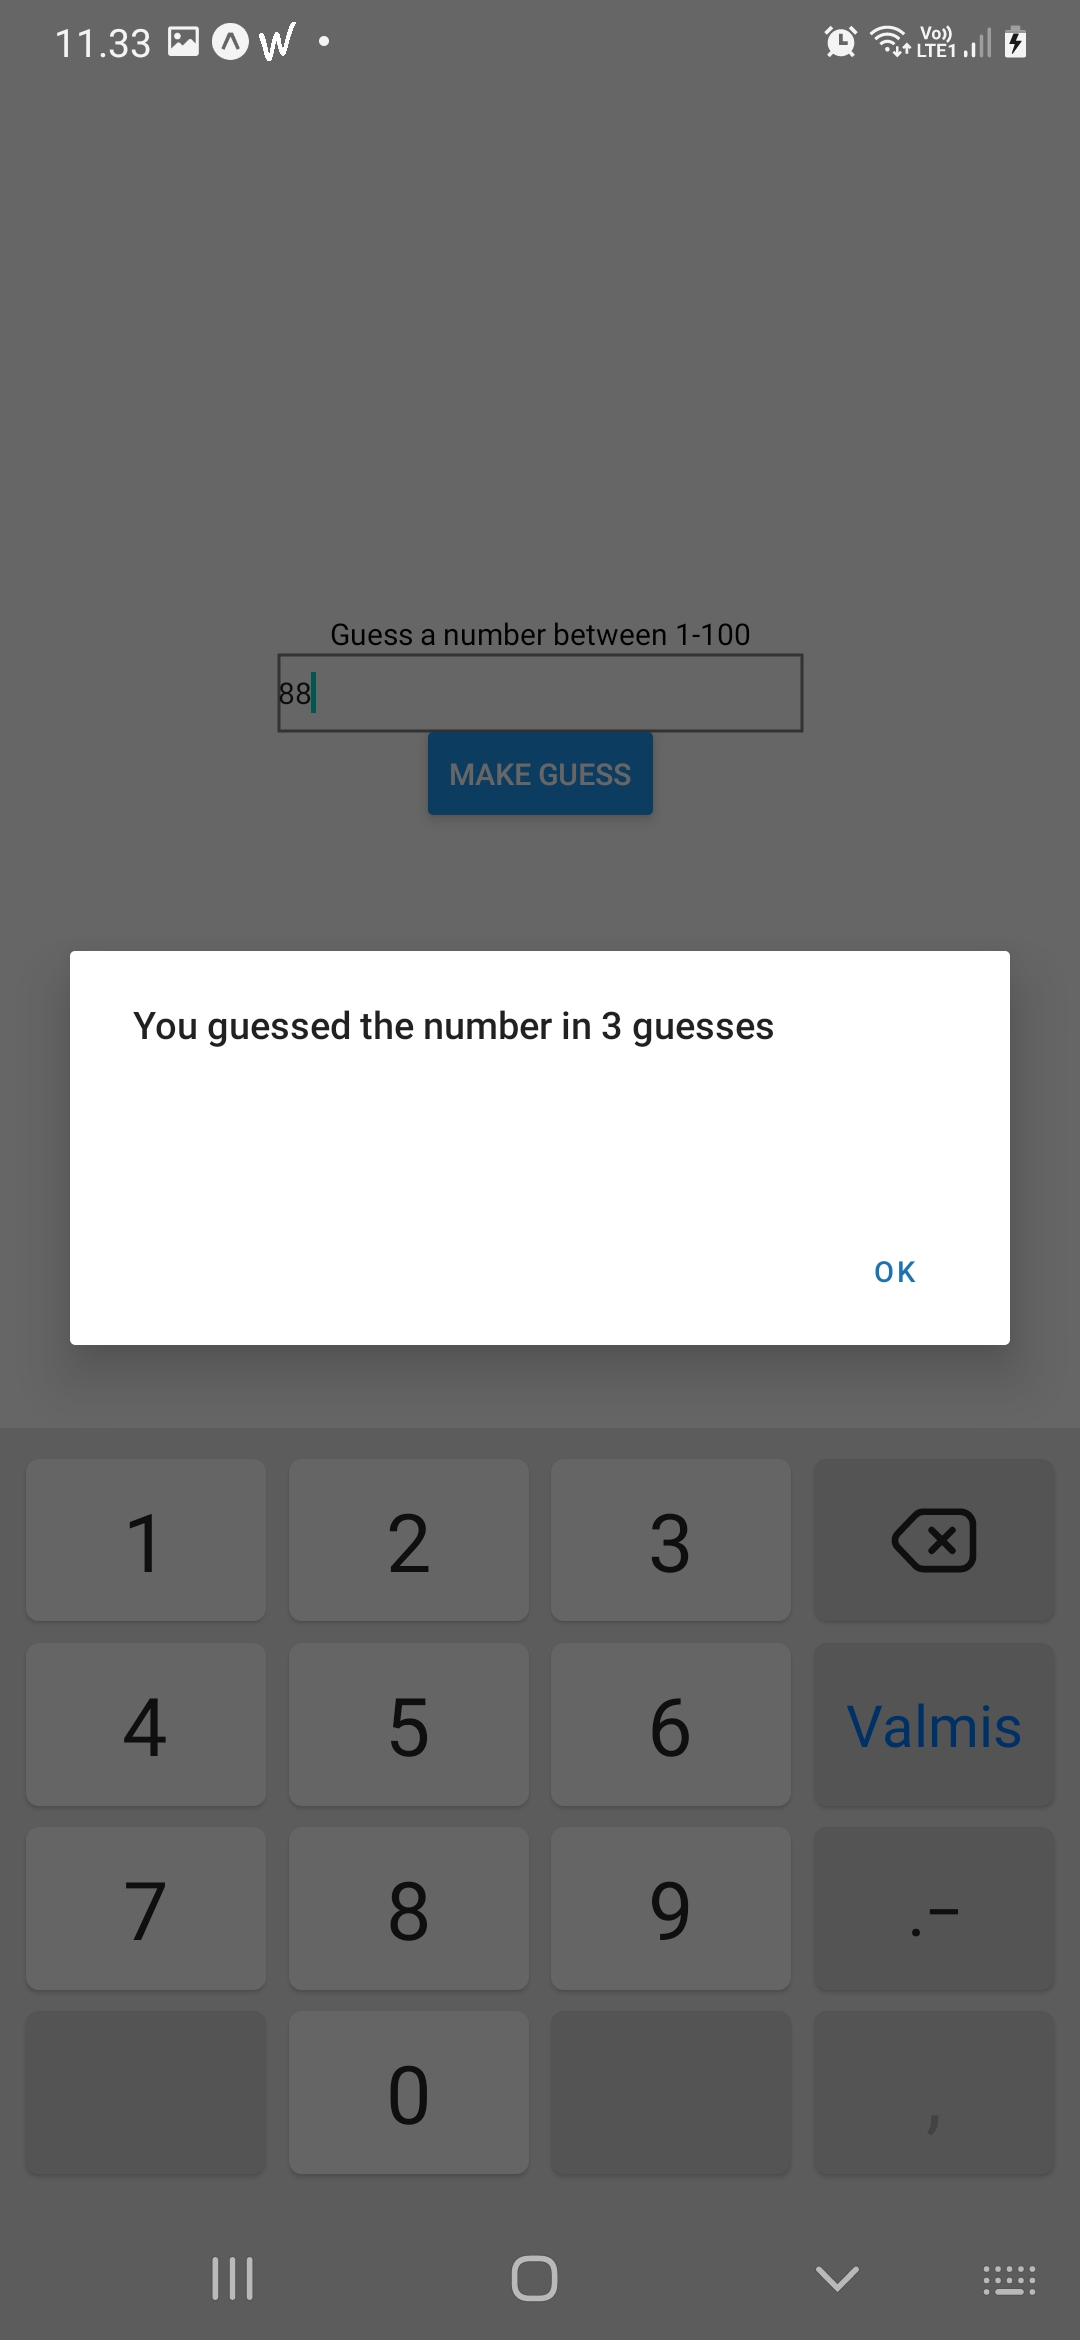 11.33
Vo))
LTE1
Guess a number between 1-100
88
MAKE GUESS
You guessed the number in 3 guesses
OK
1 2 3
4 5 6 Valmis
7 8 9 .-
0 ,